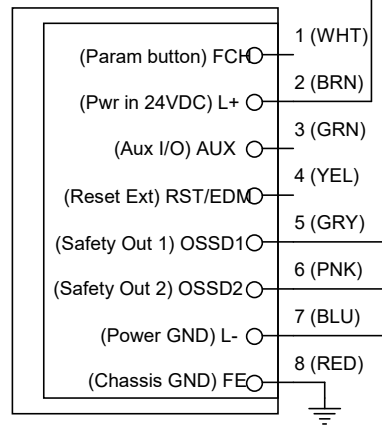 1 (WHT)
(Param button) FCH
2 (BRN)
(Pwr in 24VDC) L+
3 (GRN)
(Aux I/O) AUX
4 (YEL)
(Reset Ext) RST/EDM
5 (GRY)
(Safety Out 1) OSSD1
6 (PNK)
(Safety Out 2) OSSD2
7 (BLU)
(Power GND) L-
8 (RED)
(Chassis GND) FE